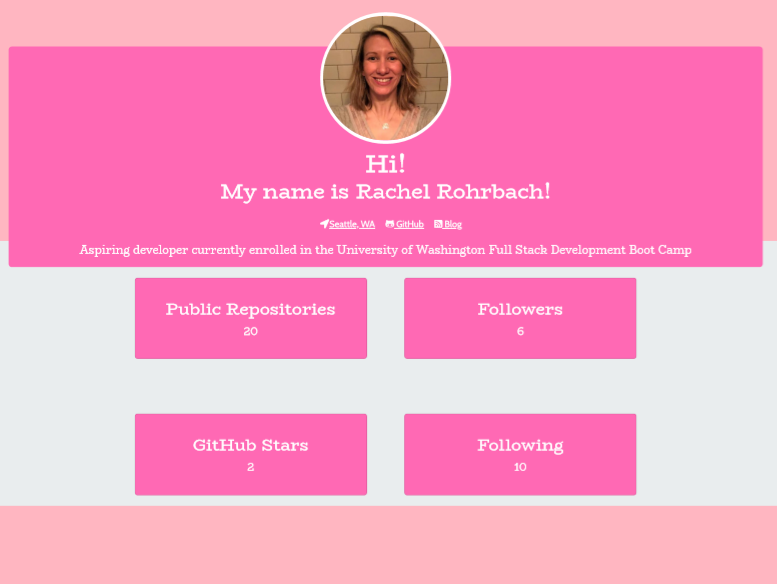 Hi!
My name is Rachel Rohrbach!
Seattle, WA GitHub Blog
Aspiring developer currently enrolled in the University of Washington Full Stack Development Boot Camp
Public Repositories
20
Followers
6
GitHub Stars
2
Following
10